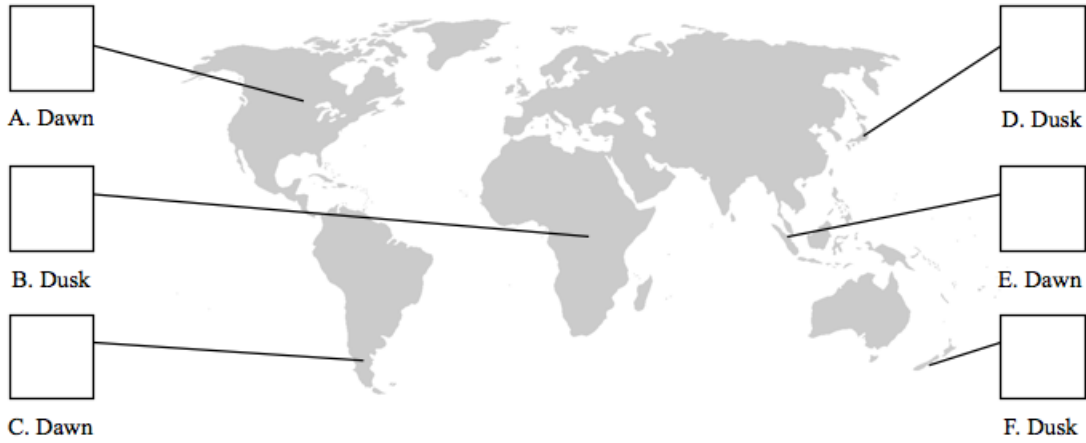 A. Dawn
B. Dusk
C. Dawn
D. Dusk
E. Dawn
F. Dusk